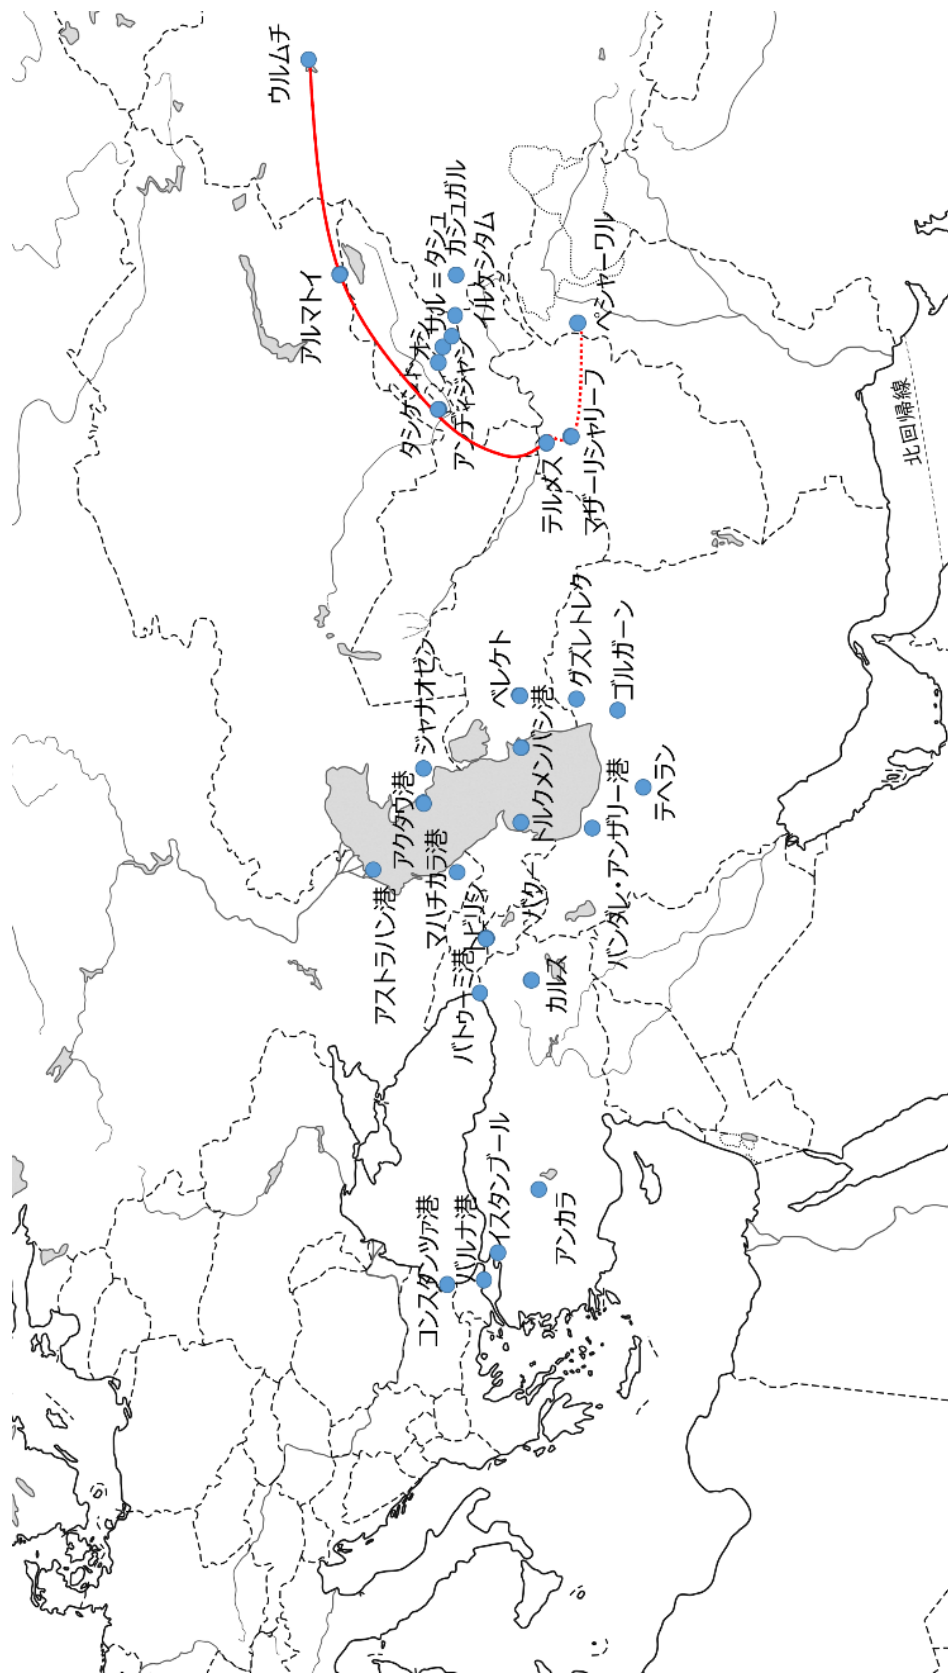 ウルムチ
アルマトイ
タシケント
オシ
サル＝タシュ
カシュガル
イルケシタム
アンディジャン
テルメス
マザーリシャリーフ
ペシャーワル
北回帰線
ジャナオゼン
アクタウ港
ベレケト
トルクメンバシ港
グズレトレク
ゴルガーン
テヘラン
アストラハン港
マハチカラ港
トビリシ
バクー
バンダレ・アンザリー港
バトゥーミ港
カルス
コンスタンツァ港
バルナ港
イスタンブール
アンカラ